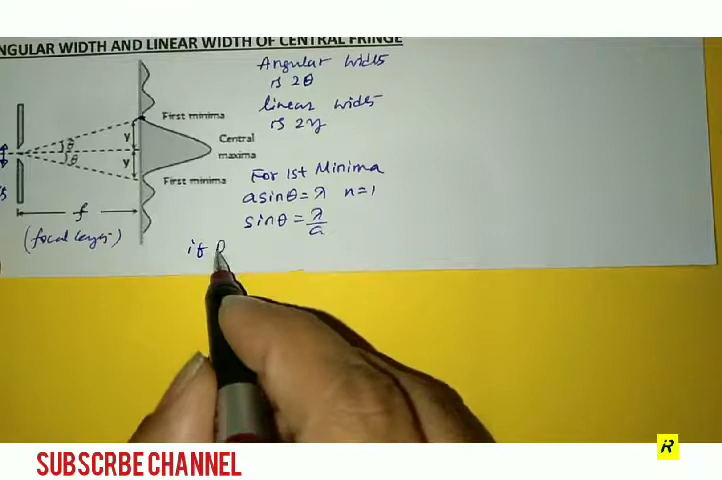 NGULAR WIDTH AND LINEAR WIDTH OF CENTRAL FRINGE
Angular width
is 2θ
linear width
is 2y
First minima
y
θ
Central
maxima
θ
y
First minima
For 1st Minima
a sinθ = λ n=1
sinθ = λ/a
f
(focal length)
if θ
R
SUBSCRBE CHANNEL